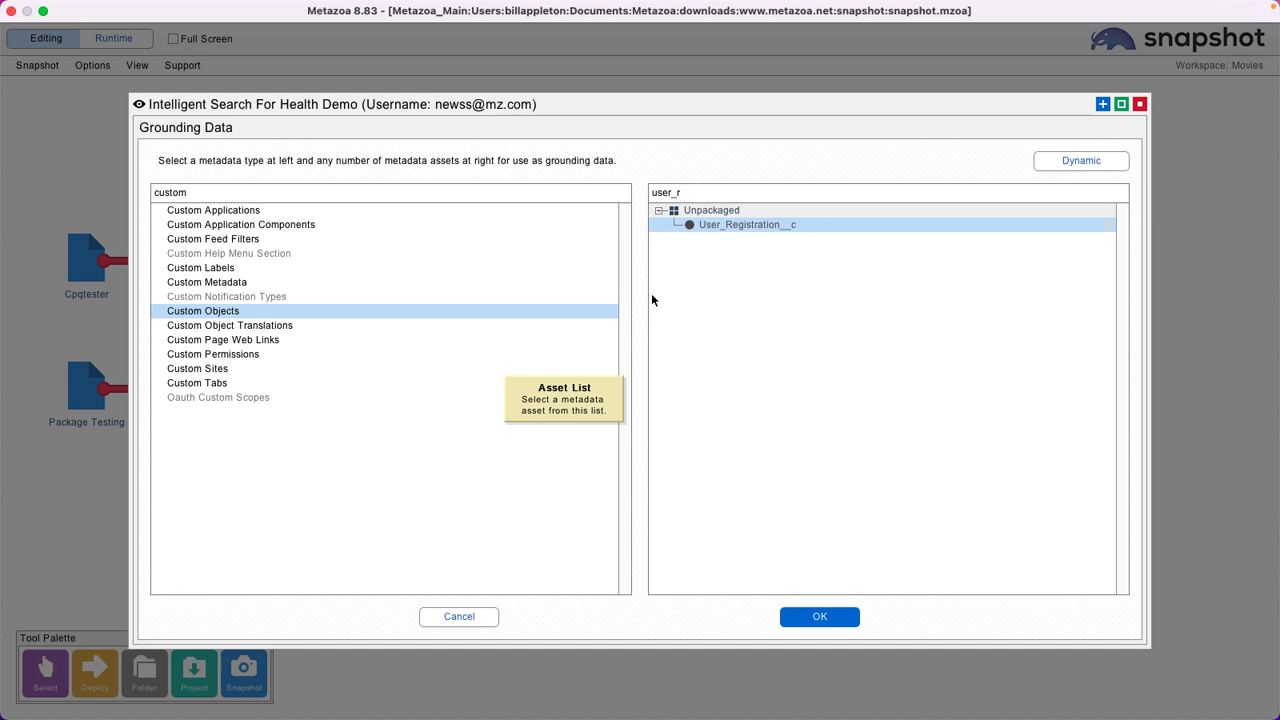 Metazoa 8.83 - [Metazoa_Main:Users:billappleton:Documents:Metazoa:downloads:www.metazoa.net:snapshot:snapshot.mzoa]
Editing
Runtime
Full Screen
snapshot
Snapshot
Options
View
Support
Workspace: Movies
Intelligent Search For Health Demo (Username: newss@mz.com)
Grounding Data
Select a metadata type at left and any number of metadata assets at right for use as grounding data.
Dynamic
custom
Custom Applications
Custom Application Components
Custom Feed Filters
Custom Help Menu Section
Custom Labels
Custom Metadata
Custom Notification Types
Custom Objects
Custom Object Translations
Custom Page Web Links
Custom Permissions
Custom Sites
Custom Tabs
Oauth Custom Scopes
user_r
Unpackaged
User_Registration__c
Asset List
Select a metadata
asset from this list.
Cancel
OK
Cpqtester
Package Testing
Tool Palette
Select
Deploy
Folder
Project
Snapshot